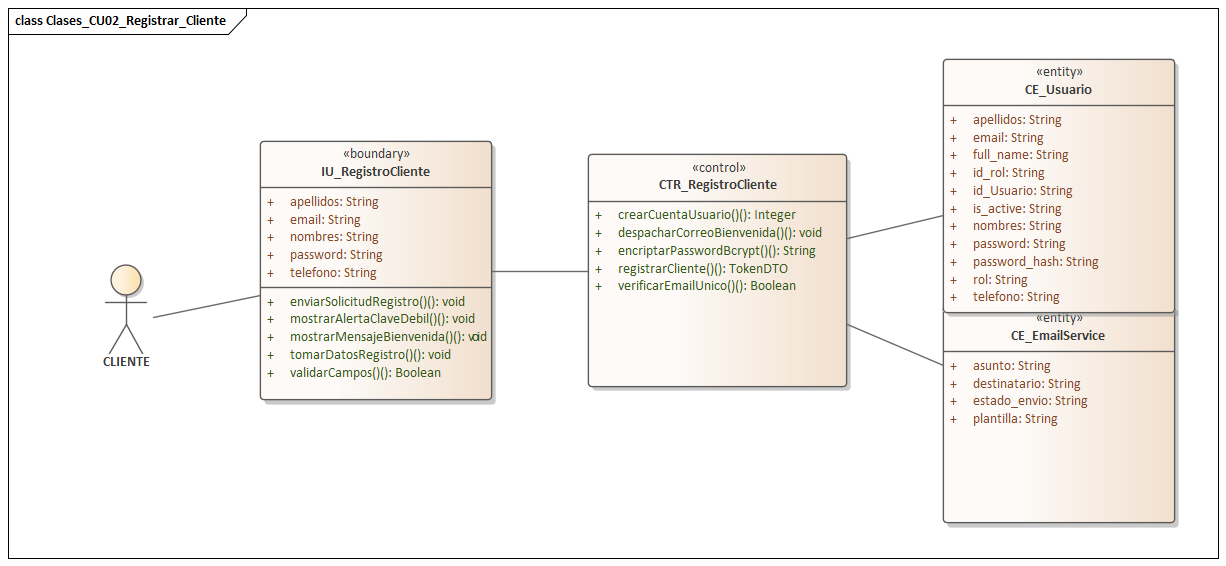 class Clases_CU02_Registrar_Cliente
CLIENTE
«boundary»
IU_RegistroCliente
+ apellidos: String
+ email: String
+ nombres: String
+ password: String
+ telefono: String
+ enviarSolicitudRegistro()(): void
+ mostrarAlertaClaveDebil(): void
+ mostrarMensajeBienvenida()(): void
+ tomarDatosRegistro(): void
+ validarCampos()(): Boolean
«control»
CTR_RegistroCliente
+ crearCuentaUsuario()(): Integer
+ despacharCorreoBienvenida()(): void
+ encriptarPasswordBcrypt()(): String
+ registrarCliente()(): TokenDTO
+ verificarEmailUnico()(): Boolean
«entity»
CE_Usuario
+ apellidos: String
+ email: String
+ full_name: String
+ id_rol: String
+ id_Usuario: String
+ is_active: String
+ nombres: String
+ password: String
+ password_hash: String
+ rol: String
+ telefono: String
«entity»
CE_EmailService
+ asunto: String
+ destinatario: String
+ estado_envio: String
+ plantilla: String